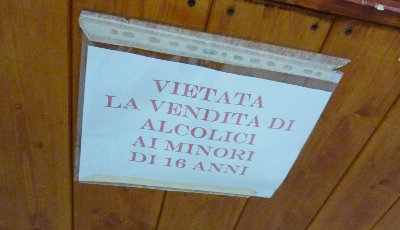 VIETATA
LA VENDITA DI
ALCOLICI
AI MINORI
DI 16 ANNI